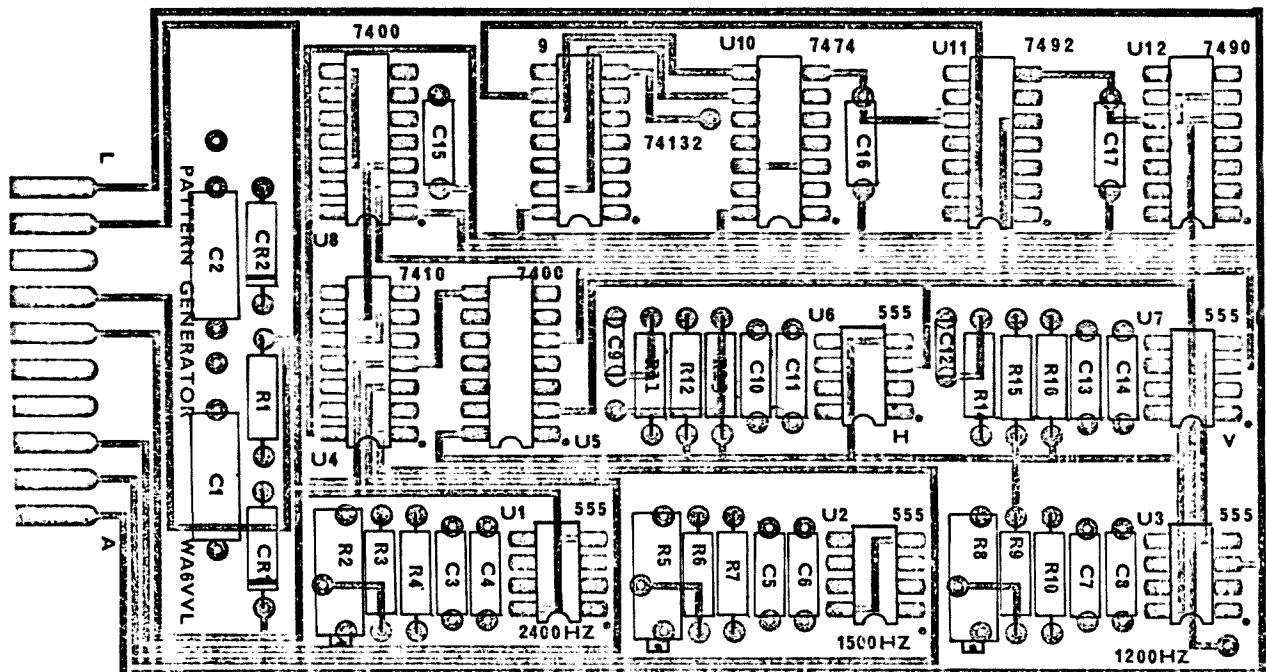 7400
9
U10
7474
U11
7492
U12
7490
C15
74132
C16
C17
L
PATTERN GENERATOR
C2
CR2
U8
7410
7400
U6
555
U7
555
C9
R11
R12
C10
C11
C12
R14
R15
R16
C13
C14
R1
U5
H
V
U4
C1
A
WA6VVL
CR1
U1
555
U2
555
U3
555
R2
R3
R4
C3
C4
R5
R6
R7
C5
C6
R8
R9
R10
C7
C8
2400HZ
1500HZ
1200HZ